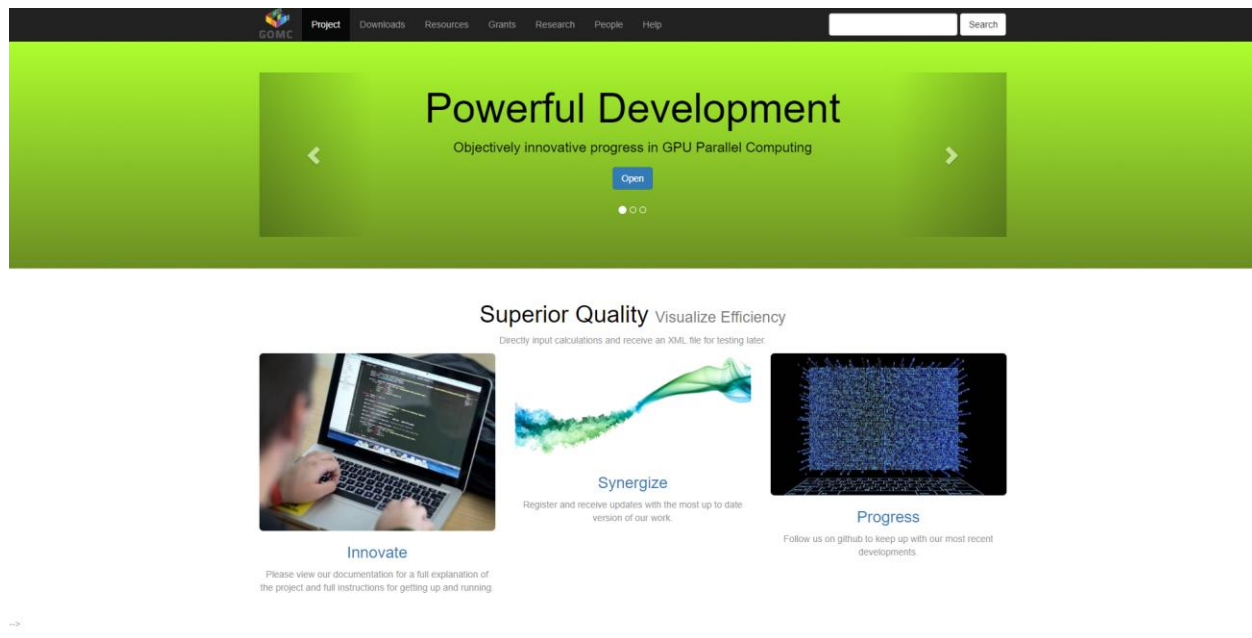 GOMC
Project Downloads Resources Grants Research People Help Search
Powerful Development
Objectively innovative progress in GPU Parallel Computing
Open
Superior Quality Visualize Efficiency
Directly input calculations and receive an XML file for testing later.
Innovate
Please view our documentation for a full explanation of
the project and full instructions for getting up and running.
Synergize
Register and receive updates with the most up to date
version of our work.
Progress
Follow us on github to keep up with our most recent
developments.
-->